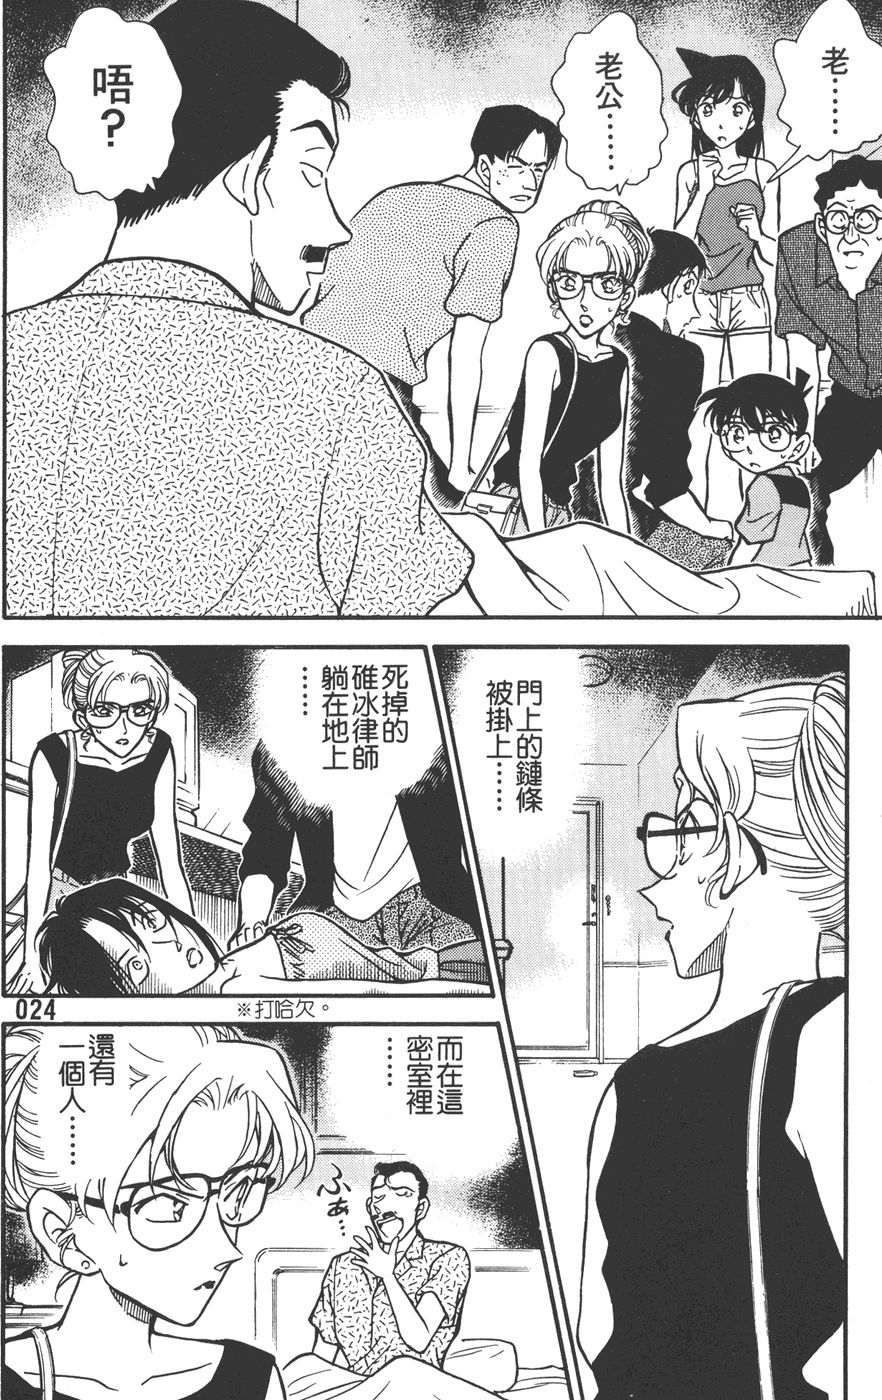 老……
老公……
唔？
門上的鏈條
被掛上……
死掉的
碓冰律師
躺在地上
……
※打哈欠。
024
而在這
密室裡
……
ふぁ…
還有
一個人……